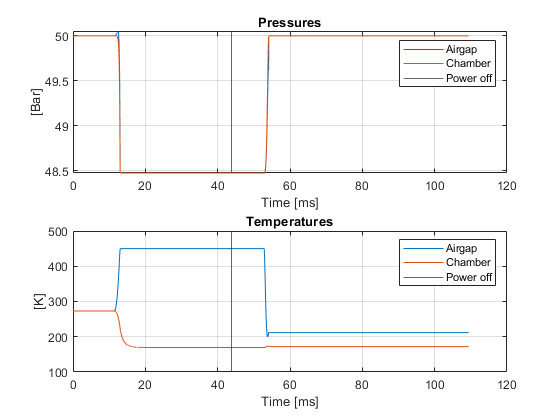 Pressures
50
49.5
49
48.5
[Bar]
Airgap
Chamber
Power off
0 20 40 60 80 100 120
Time [ms]
Temperatures
500
400
300
200
100
[K]
Airgap
Chamber
Power off
0 20 40 60 80 100 120
Time [ms]